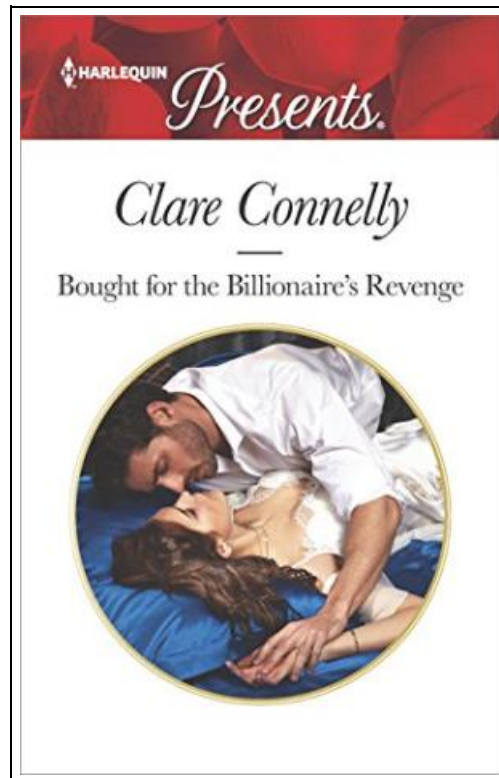 HARLEQUIN
Presents®
Clare Connelly
Bought for the Billionaire's Revenge